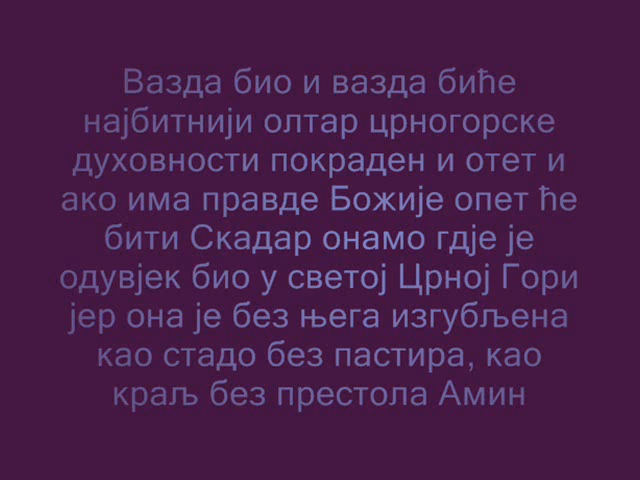 Вазда био и вазда биће
најбитнији олтар црногорске
духовности покраден и отет и
ако има правде Божије опет ће
бити Скадар онамо гдје је
одувјек био у светој Црној Гори
јер она је без њега изгубљена
као стадо без пастира, као
краљ без престола Амин